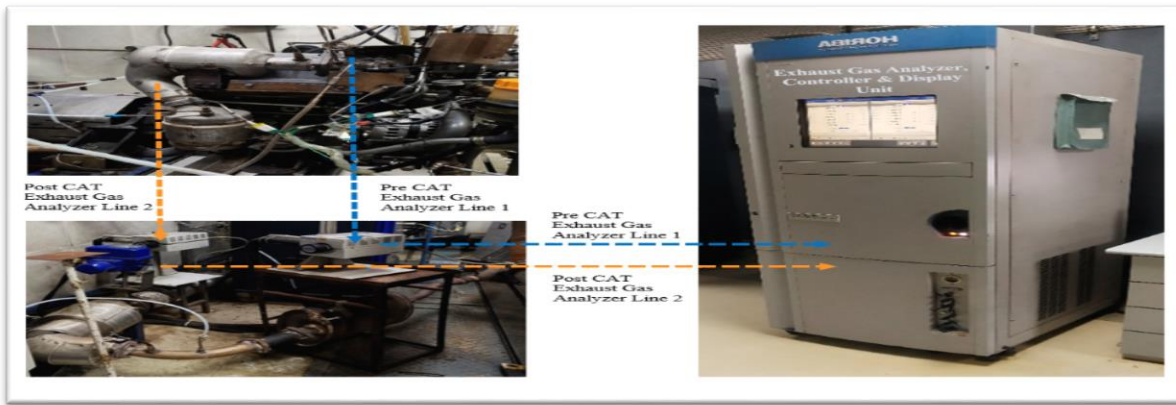 HORIBA
Exhaust Gas Analyzer,
Controller & Display
Unit
Post CAT
Exhaust Gas
Analyzer Line 2
Pre CAT
Exhaust Gas
Analyzer Line 1
Pre CAT
Exhaust Gas
Analyzer Line 1
Post CAT
Exhaust Gas
Analyzer Line 2